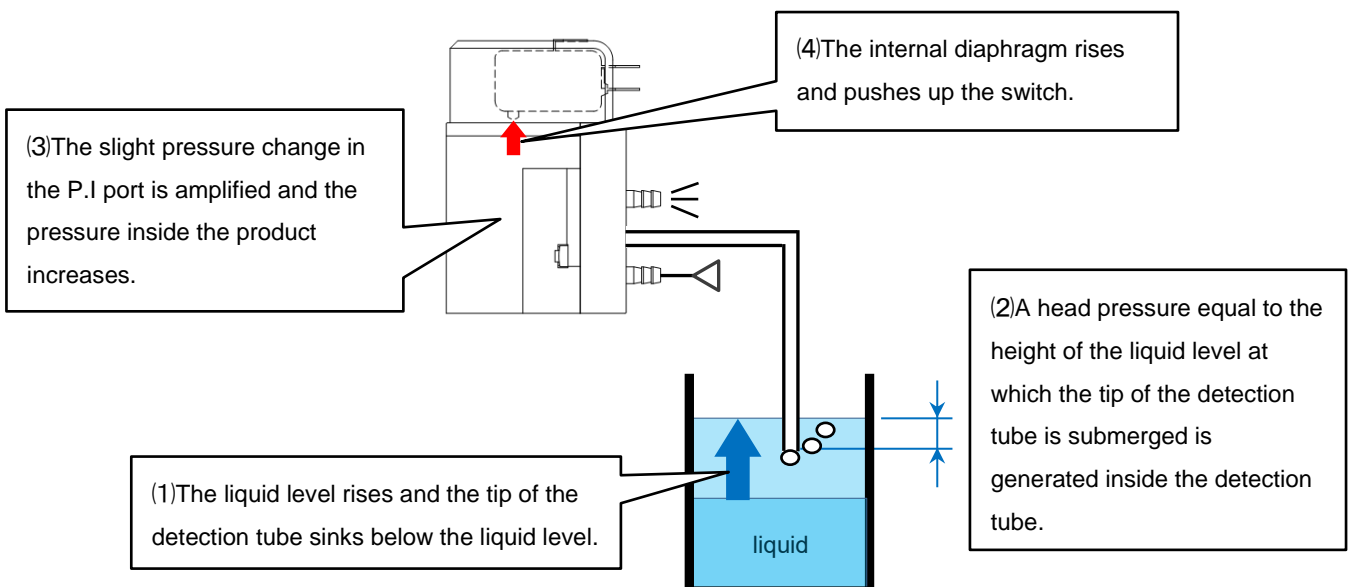 ⑷The internal diaphragm rises
and pushes up the switch.
⑶The slight pressure change in
the P.I port is amplified and the
pressure inside the product
increases.
⑵A head pressure equal to the
height of the liquid level at
which the tip of the detection
tube is submerged is
generated inside the detection
tube.
⑴The liquid level rises and the tip of the
detection tube sinks below the liquid level.
liquid